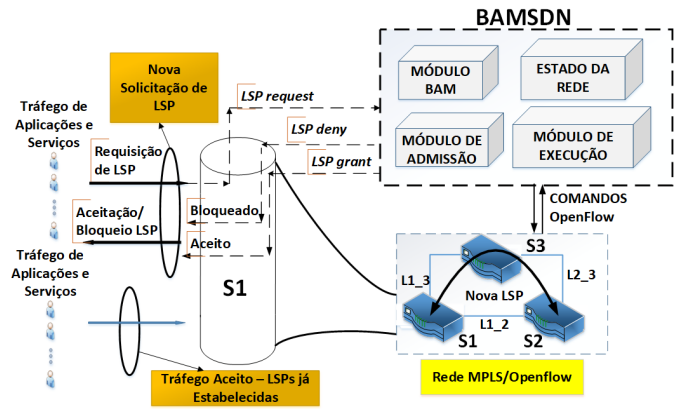 BAMSDN
Nova
Solicitação de
LSP
MÓDULO
BAM
ESTADO DA
REDE
MÓDULO DE
ADMISSÃO
MÓDULO DE
EXECUÇÃO
LSP request
LSP deny
LSP grant
Tráfego de
Aplicações e
Serviços
Requisição
de LSP
Aceitação/
Bloqueio LSP
Bloqueado
Aceito
Tráfego de
Aplicações e
Serviços
S1
COMANDOS
OpenFlow
S3
L1_3
L2_3
Nova LSP
L1_2
S1
S2
Rede MPLS/Openflow
Tráfego Aceito – LSPs já
Estabelecidas